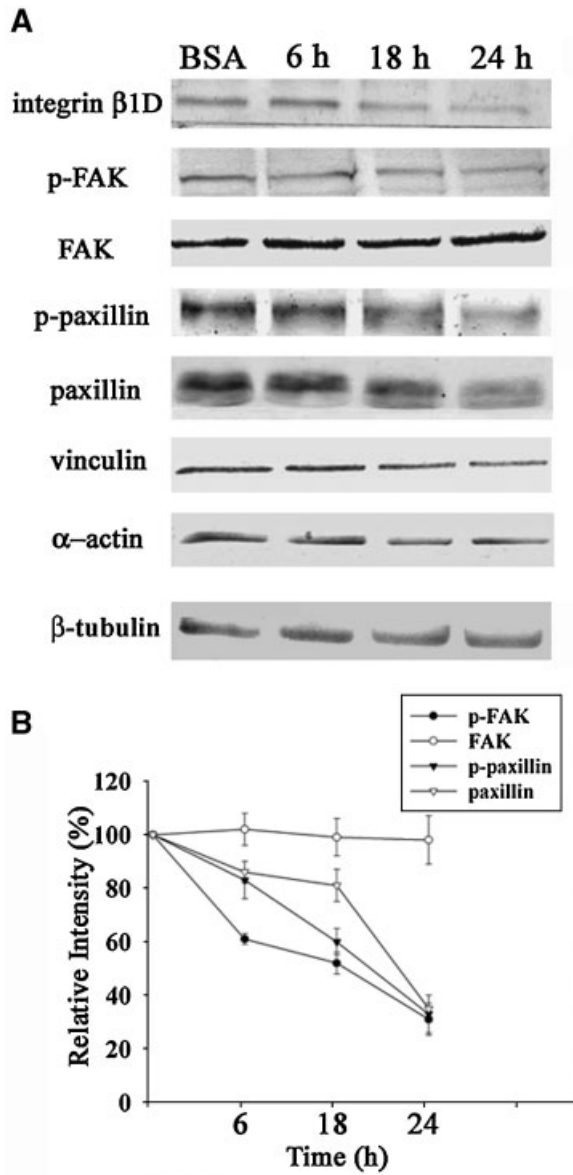 A
BSA 6 h 18 h 24 h
integrin β1D
p-FAK
FAK
p-paxillin
paxillin
vinculin
α–actin
β-tubulin
B
p-FAK
FAK
p-paxillin
paxillin
120
100
80
60
40
20
0
Relative Intensity (%)
6 18 24
Time (h)